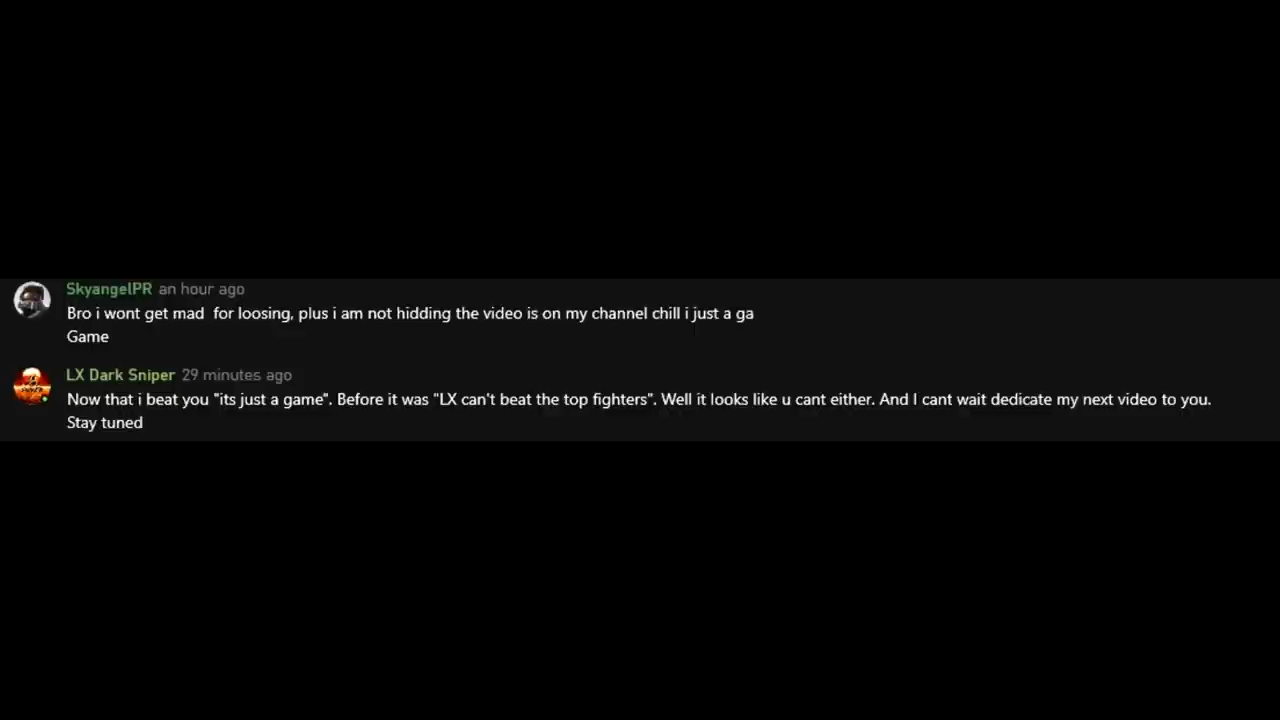 SkyangelPR an hour ago
Bro i wont get mad  for loosing, plus i am not hidding the video is on my channel chill i just a ga
Game
LX Dark Sniper 29 minutes ago
Now that i beat you "its just a game". Before it was "LX can't beat the top fighters". Well it looks like u cant either. And I cant wait dedicate my next video to you.
Stay tuned